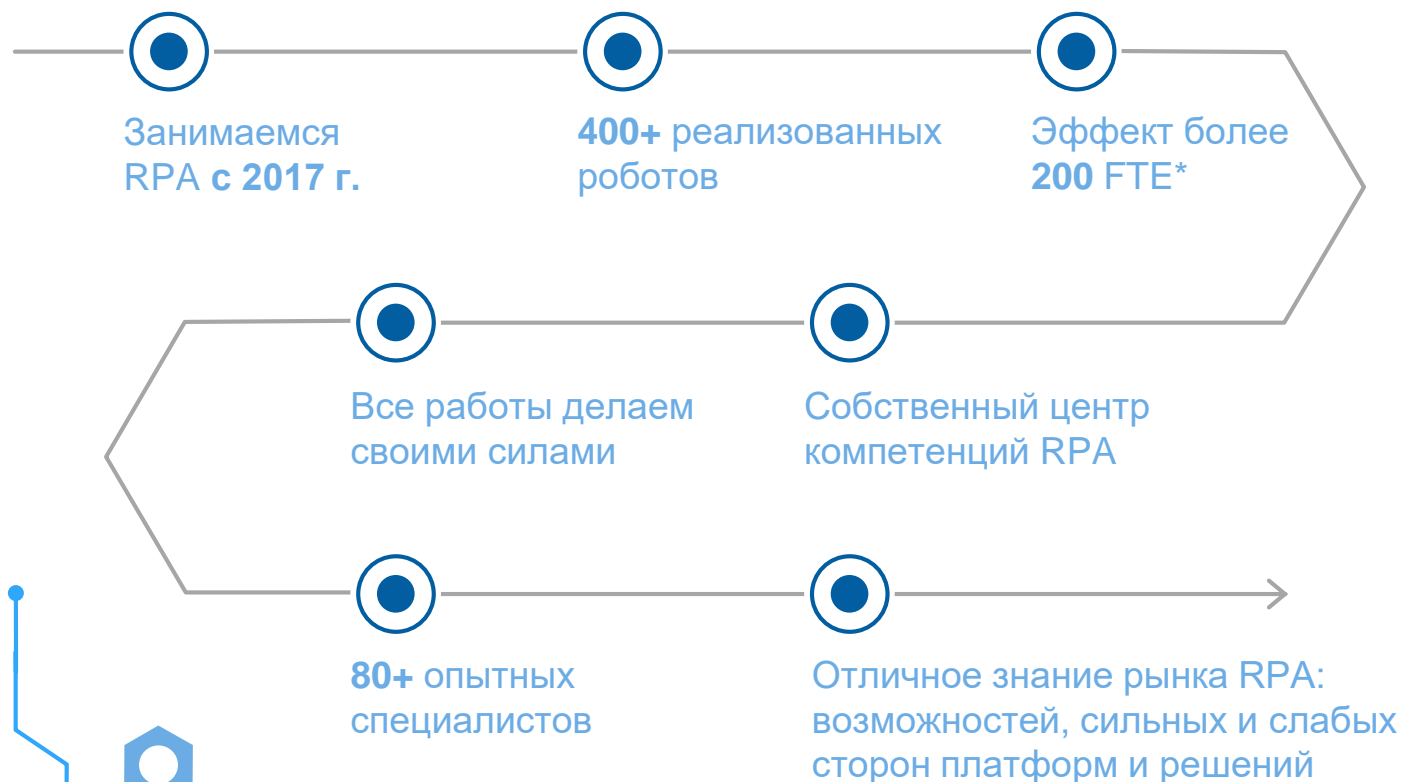 Занимаемся
RPA с 2017 г.
400+ реализованных
роботов
Эффект более
200 FTE*
Все работы делаем
своими силами
Собственный центр
компетенций RPA
80+ опытных
специалистов
Отличное знание рынка RPA:
возможностей, сильных и слабых
сторон платформ и решений